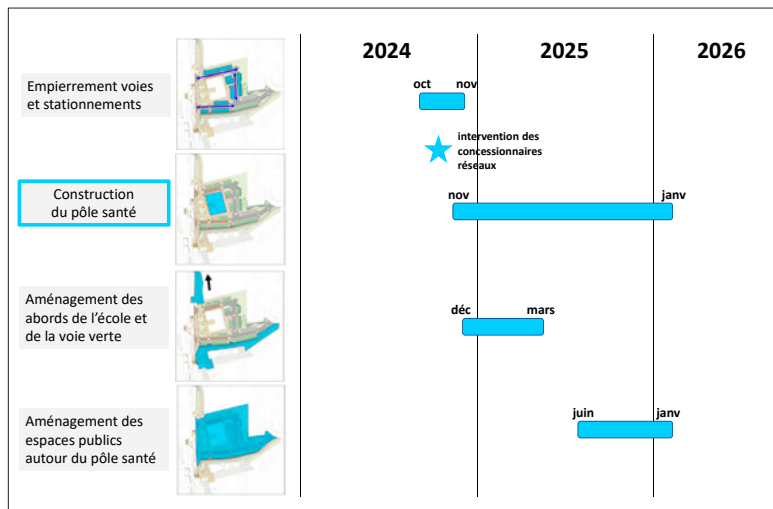 2024
2025
2026
Empierrement voies
et stationnements
oct
nov
intervention des
concessionnaires
réseaux
Construction
du pôle santé
nov
janv
Aménagement des
abords de l’école et
de la voie verte
déc
mars
Aménagement des
espaces publics
autour du pôle santé
juin
janv